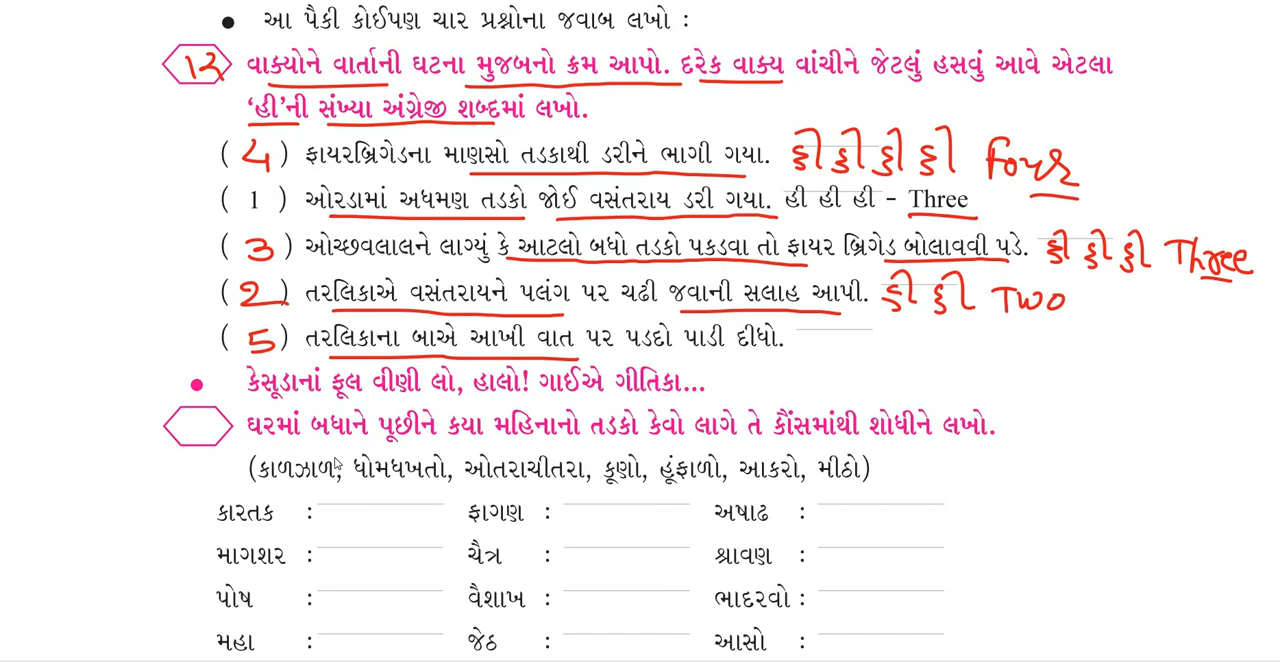 ● આ પૈકી કોઈપણ ચાર પ્રશ્નોના જવાબ લખો :
12 વાક્યોને વાર્તાની ઘટના મુજબનો ક્રમ આપો. દરેક વાક્ય વાંચીને જેટલું હસવું આવે એટલા
‘હી’ની સંખ્યા અંગ્રેજી શબ્દમાં લખો.
( 4 ) ફાયરબ્રિગેડના માણસો તડકાથી ડરીને ભાગી ગયા. હી હી હી હી Four
( 1 ) ઓરડામાં અધમણ તડકો જોઈ વસંતરાય ડરી ગયા. હી હી હી – Three
( 3 ) ઓચ્છવલાલને લાગ્યું કે આટલો બધો તડકો પકડવા તો ફાયર બ્રિગેડ બોલાવવી પડે. હી હી હી Three
( 2 ) તરલિકાએ વસંતરાયને પલંગ પર ચઢી જવાની સલાહ આપી. હી હી TWO
( 5 ) તરલિકાના બાએ આખી વાત પર પડદો પાડી દીધો.
● કેસૂડાનાં ફૂલ વીણી લો, હાલો! ગાઈએ ગીતિકા...
ઘરમાં બધાને પૂછીને કયા મહિનાનો તડકો કેવો લાગે તે કૌંસમાંથી શોધીને લખો.
(કાળઝાળ, ધોમધખતો, ઓતરાચીતરા, કૂણો, હૂંફાળો, આકરો, મીઠો)
કારતક : ફાગણ : અષાઢ :
માગશર : ચૈત્ર : શ્રાવણ :
પોષ : વૈશાખ : ભાદરવો :
મહા : જેઠ : આસો :